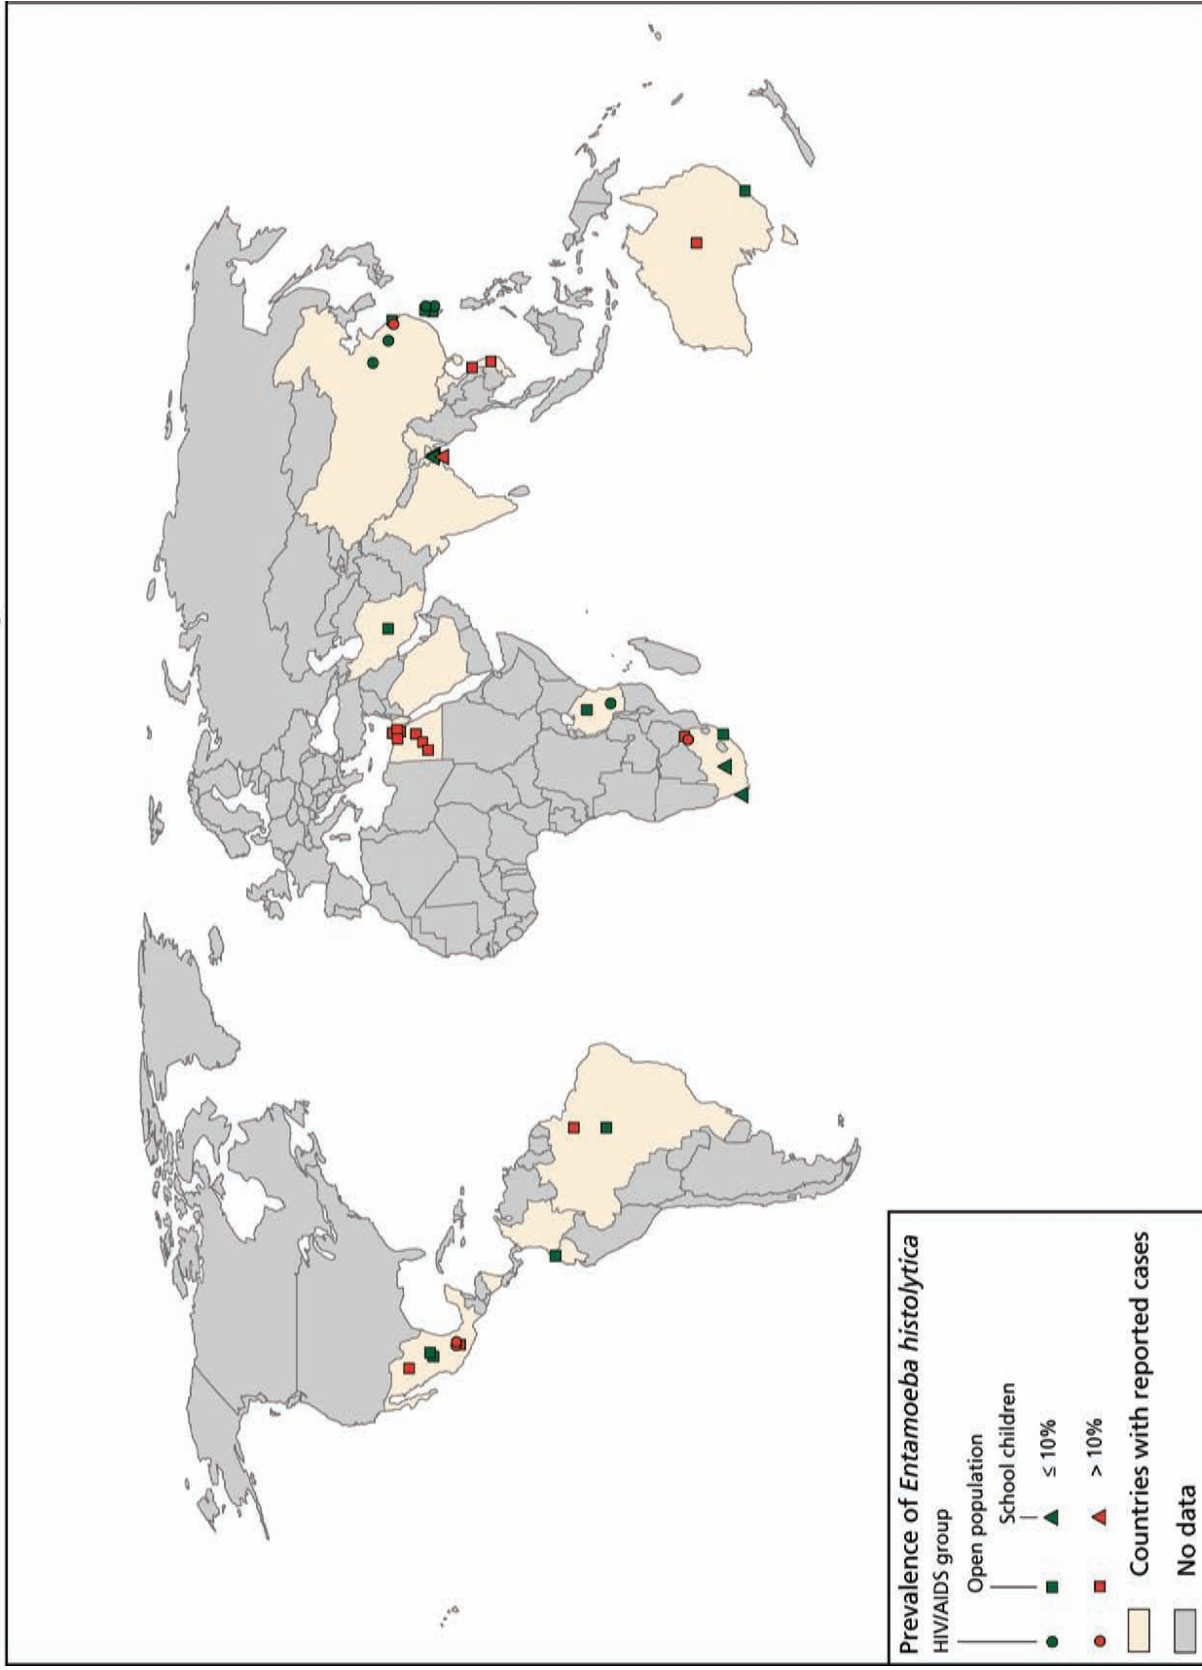 Prevalence of Entamoeba histolytica
HIV/AIDS group
Open population
School children
≤ 10%
> 10%
Countries with reported cases
No data